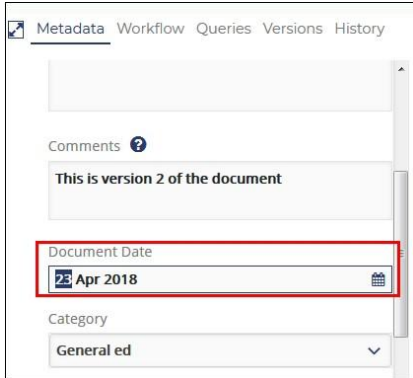 Metadata Workflow Queries Versions History
Comments ?
This is version 2 of the document
Document Date
23 Apr 2018
Category
General ed